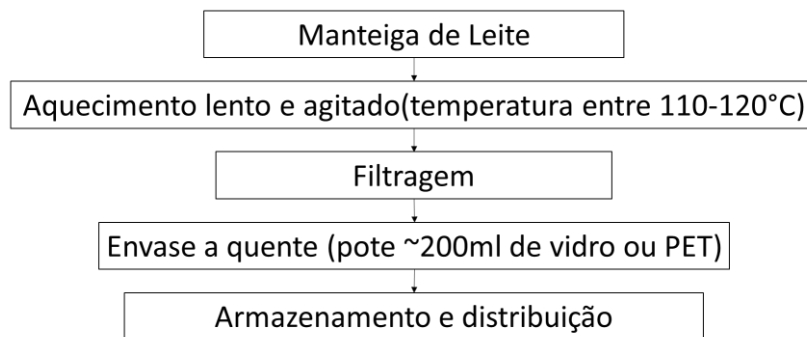 Manteiga de Leite
Aquecimento lento e agitado(temperatura entre 110-120°C)
Filtragem
Envase a quente (pote ~200ml de vidro ou PET)
Armazenamento e distribuição